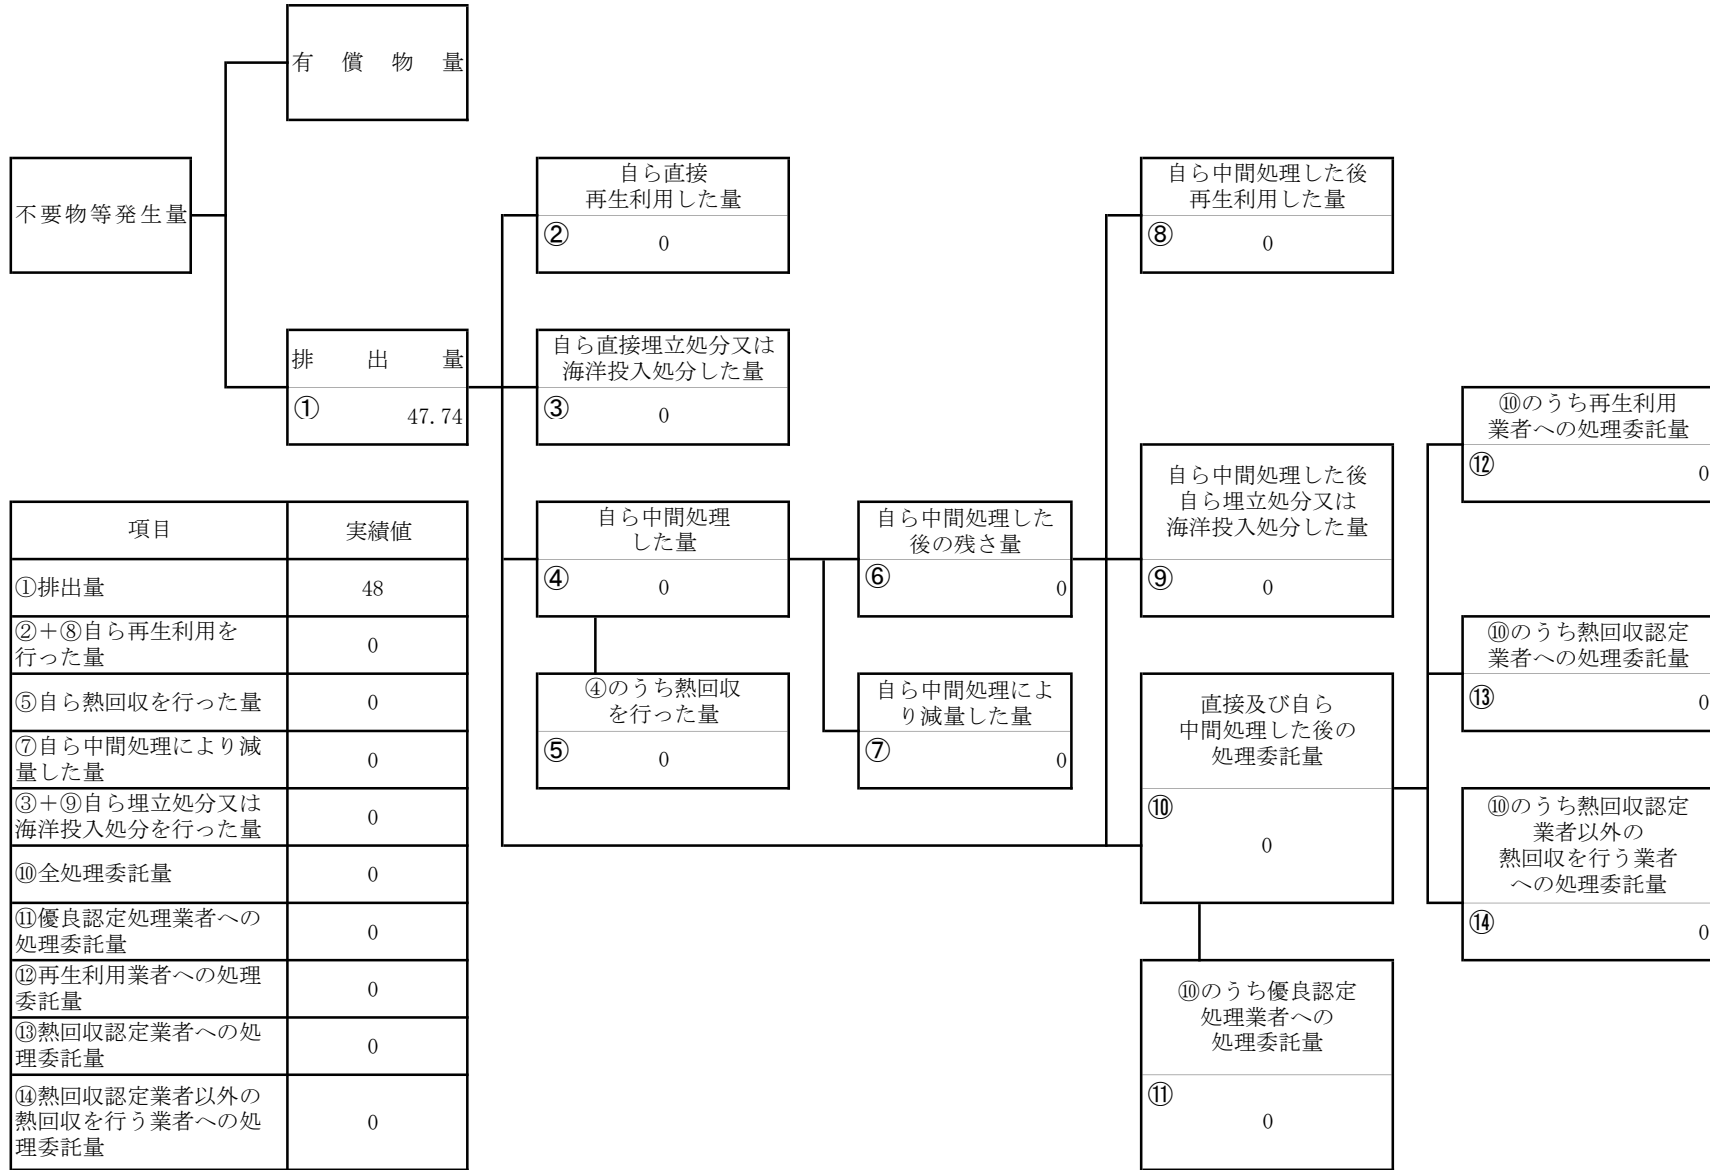 有償物量
不要物等発生量
排出量
① 47.74
自ら直接
再生利用した量
② 0
自ら直接埋立処分又は
海洋投入処分した量
③ 0
自ら中間処理
した量
④ 0
④のうち熱回収
を行った量
⑤ 0
自ら中間処理した
後の残さ量
⑥ 0
自ら中間処理によ
り減量した量
⑦ 0
自ら中間処理した後
再生利用した量
⑧ 0
自ら中間処理した後
自ら埋立処分又は
海洋投入処分した量
⑨ 0
直接及び自ら
中間処理した後の
処理委託量
⑩
0
⑩のうち優良認定
処理業者への
処理委託量
⑪
0
⑩のうち再生利用
業者への処理委託量
⑫ 0
⑩のうち熱回収認定
業者への処理委託量
⑬ 0
⑩のうち熱回収認定
業者以外の
熱回収を行う業者
への処理委託量
⑭ 0
項目 実績値
①排出量 48
②＋⑧自ら再生利用を
行った量 0
⑤自ら熱回収を行った量 0
⑦自ら中間処理により減
量した量 0
③＋⑨自ら埋立処分又は
海洋投入処分を行った量 0
⑩全処理委託量 0
⑪優良認定処理業者への
処理委託量 0
⑫再生利用業者への処理
委託量 0
⑬熱回収認定業者への処
理委託量 0
⑭熱回収認定業者以外の
熱回収を行う業者への処
理委託量 0